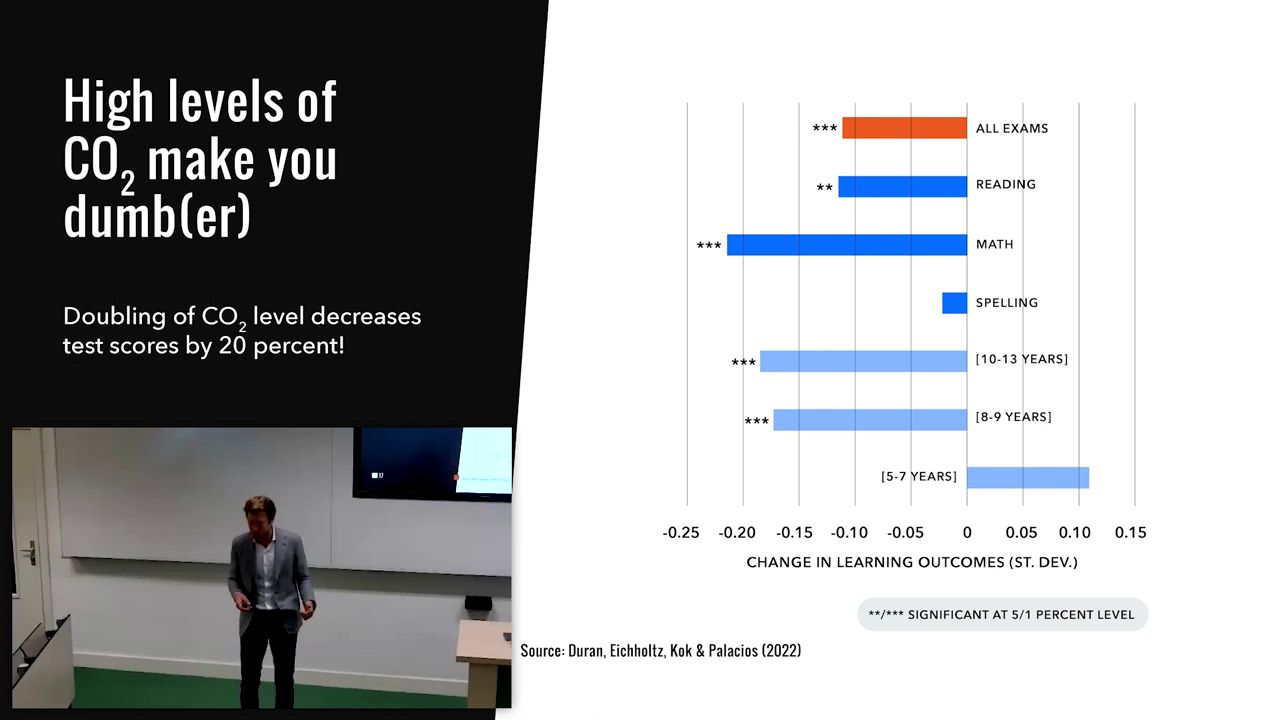 High levels of
CO₂ make you
dumb(er)
Doubling of CO₂ level decreases
test scores by 20 percent!
17
*** ALL EXAMS
** READING
*** MATH
SPELLING
*** [10-13 YEARS]
*** [8-9 YEARS]
[5-7 YEARS]
-0.25 -0.20 -0.15 -0.10 -0.05 0 0.05 0.10 0.15
CHANGE IN LEARNING OUTCOMES (ST. DEV.)
**/*** SIGNIFICANT AT 5/1 PERCENT LEVEL
Source: Duran, Eichholtz, Kok & Palacios (2022)